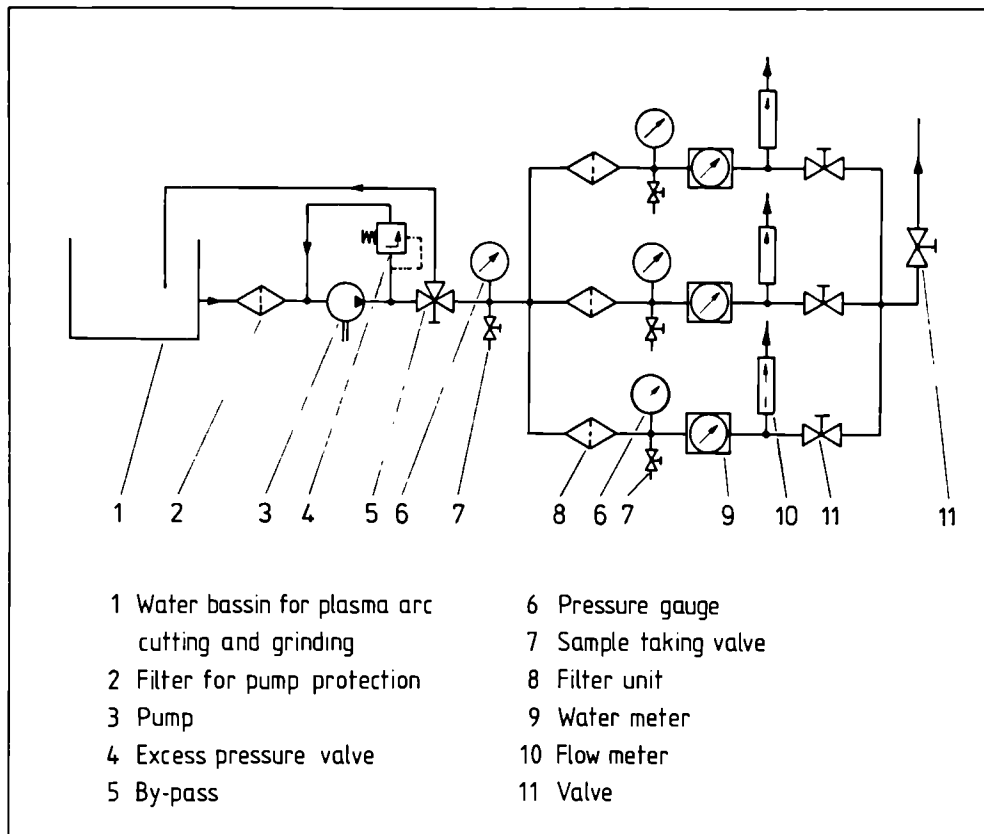 1 2 3 4 5 6 7 8 6 7 9 10 11 11
1 Water bassin for plasma arc
cutting and grinding
2 Filter for pump protection
3 Pump
4 Excess pressure valve
5 By-pass
6 Pressure gauge
7 Sample taking valve
8 Filter unit
9 Water meter
10 Flow meter
11 Valve